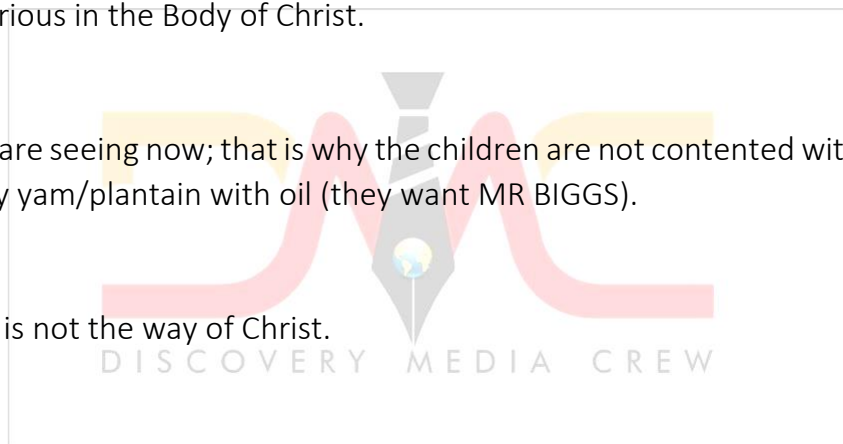 rious in the Body of Christ.
are seeing now; that is why the children are not contented wit
y yam/plantain with oil (they want MR BIGGS).
is not the way of Christ.
DISCOVERY MEDIA CREW